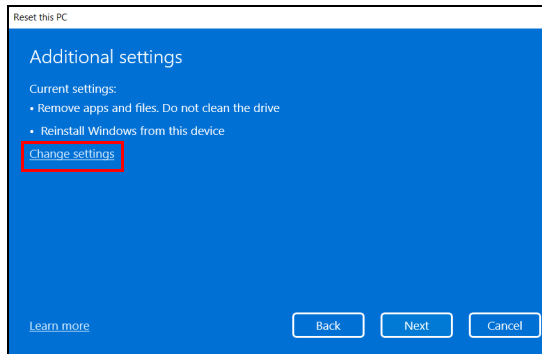 Reset this PC
Additional settings
Current settings:
• Remove apps and files. Do not clean the drive
• Reinstall Windows from this device
Change settings
Learn more
Back
Next
Cancel